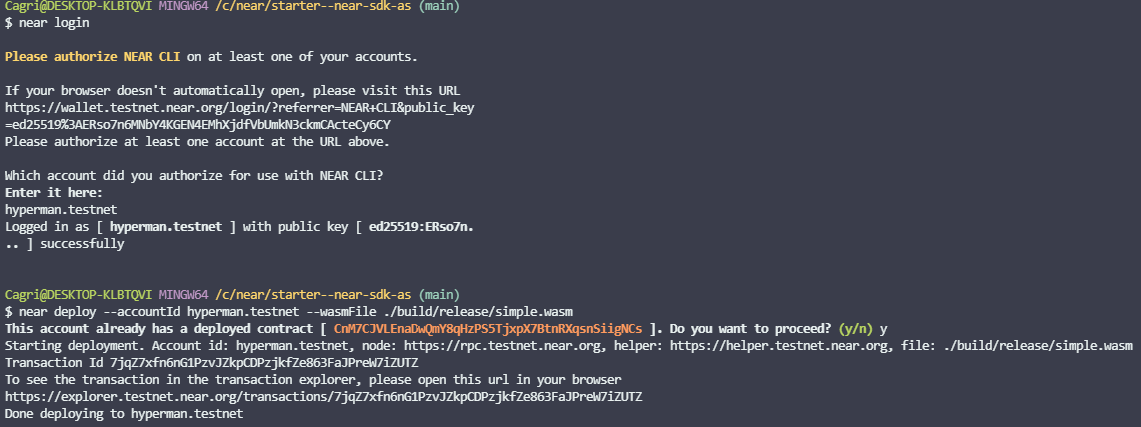 Cagri@DESKTOP-KLBTQVI MINGW64 /c/near/starter--near-sdk-as (main)
$ near login
Please authorize NEAR CLI on at least one of your accounts.
If your browser doesn't automatically open, please visit this URL
https://wallet.testnet.near.org/login/?referrer=NEAR+CLI&public_key
=ed25519%3AERso7n6MNbY4KGEN4EMhXjdfVbUmkN3ckmCActeCy6CY
Please authorize at least one account at the URL above.
Which account did you authorize for use with NEAR CLI?
Enter it here:
hyperman.testnet
Logged in as [ hyperman.testnet ] with public key [ ed25519:ERso7n.
.. ] successfully
Cagri@DESKTOP-KLBTQVI MINGW64 /c/near/starter--near-sdk-as (main)
$ near deploy --accountId hyperman.testnet --wasmFile ./build/release/simple.wasm
This account already has a deployed contract [ CnM7CJVLEnaDwQmY8qHzPS5TjxpX7BtnRXqsnSiigNCs ]. Do you want to proceed? (y/n) y
Starting deployment. Account id: hyperman.testnet, node: https://rpc.testnet.near.org, helper: https://helper.testnet.near.org, file: ./build/release/simple.wasm
Transaction Id 7jqZ7xfn6nG1PzvJZkpCDPzjkfZe863FaJPreW7iZUTZ
To see the transaction in the transaction explorer, please open this url in your browser
https://explorer.testnet.near.org/transactions/7jqZ7xfn6nG1PzvJZkpCDPzjkfZe863FaJPreW7iZUTZ
Done deploying to hyperman.testnet